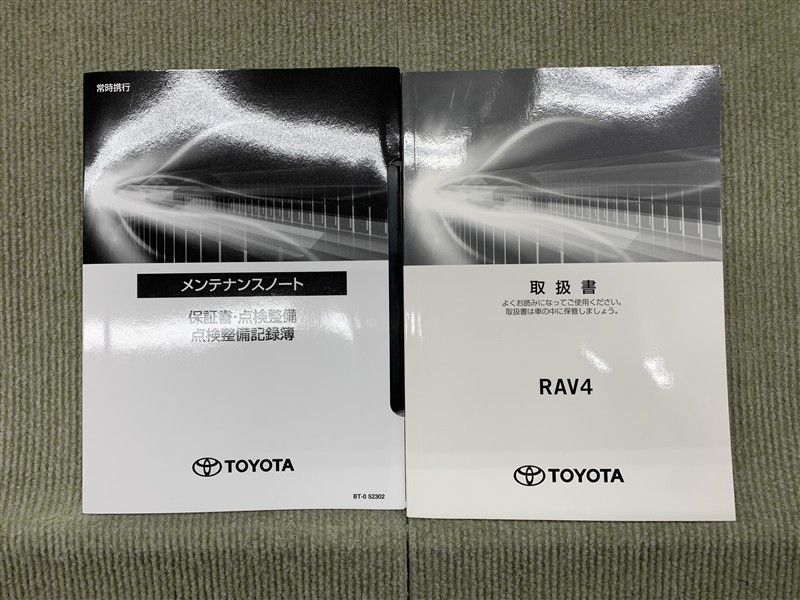 常時携行
メンテナンスノート
保証書・点検整備
点検整備記録簿
TOYOTA
BT-0 52302
取扱書
よくお読みになってご使用ください。
取扱書は車の中に保管しましょう。
RAV4
TOYOTA